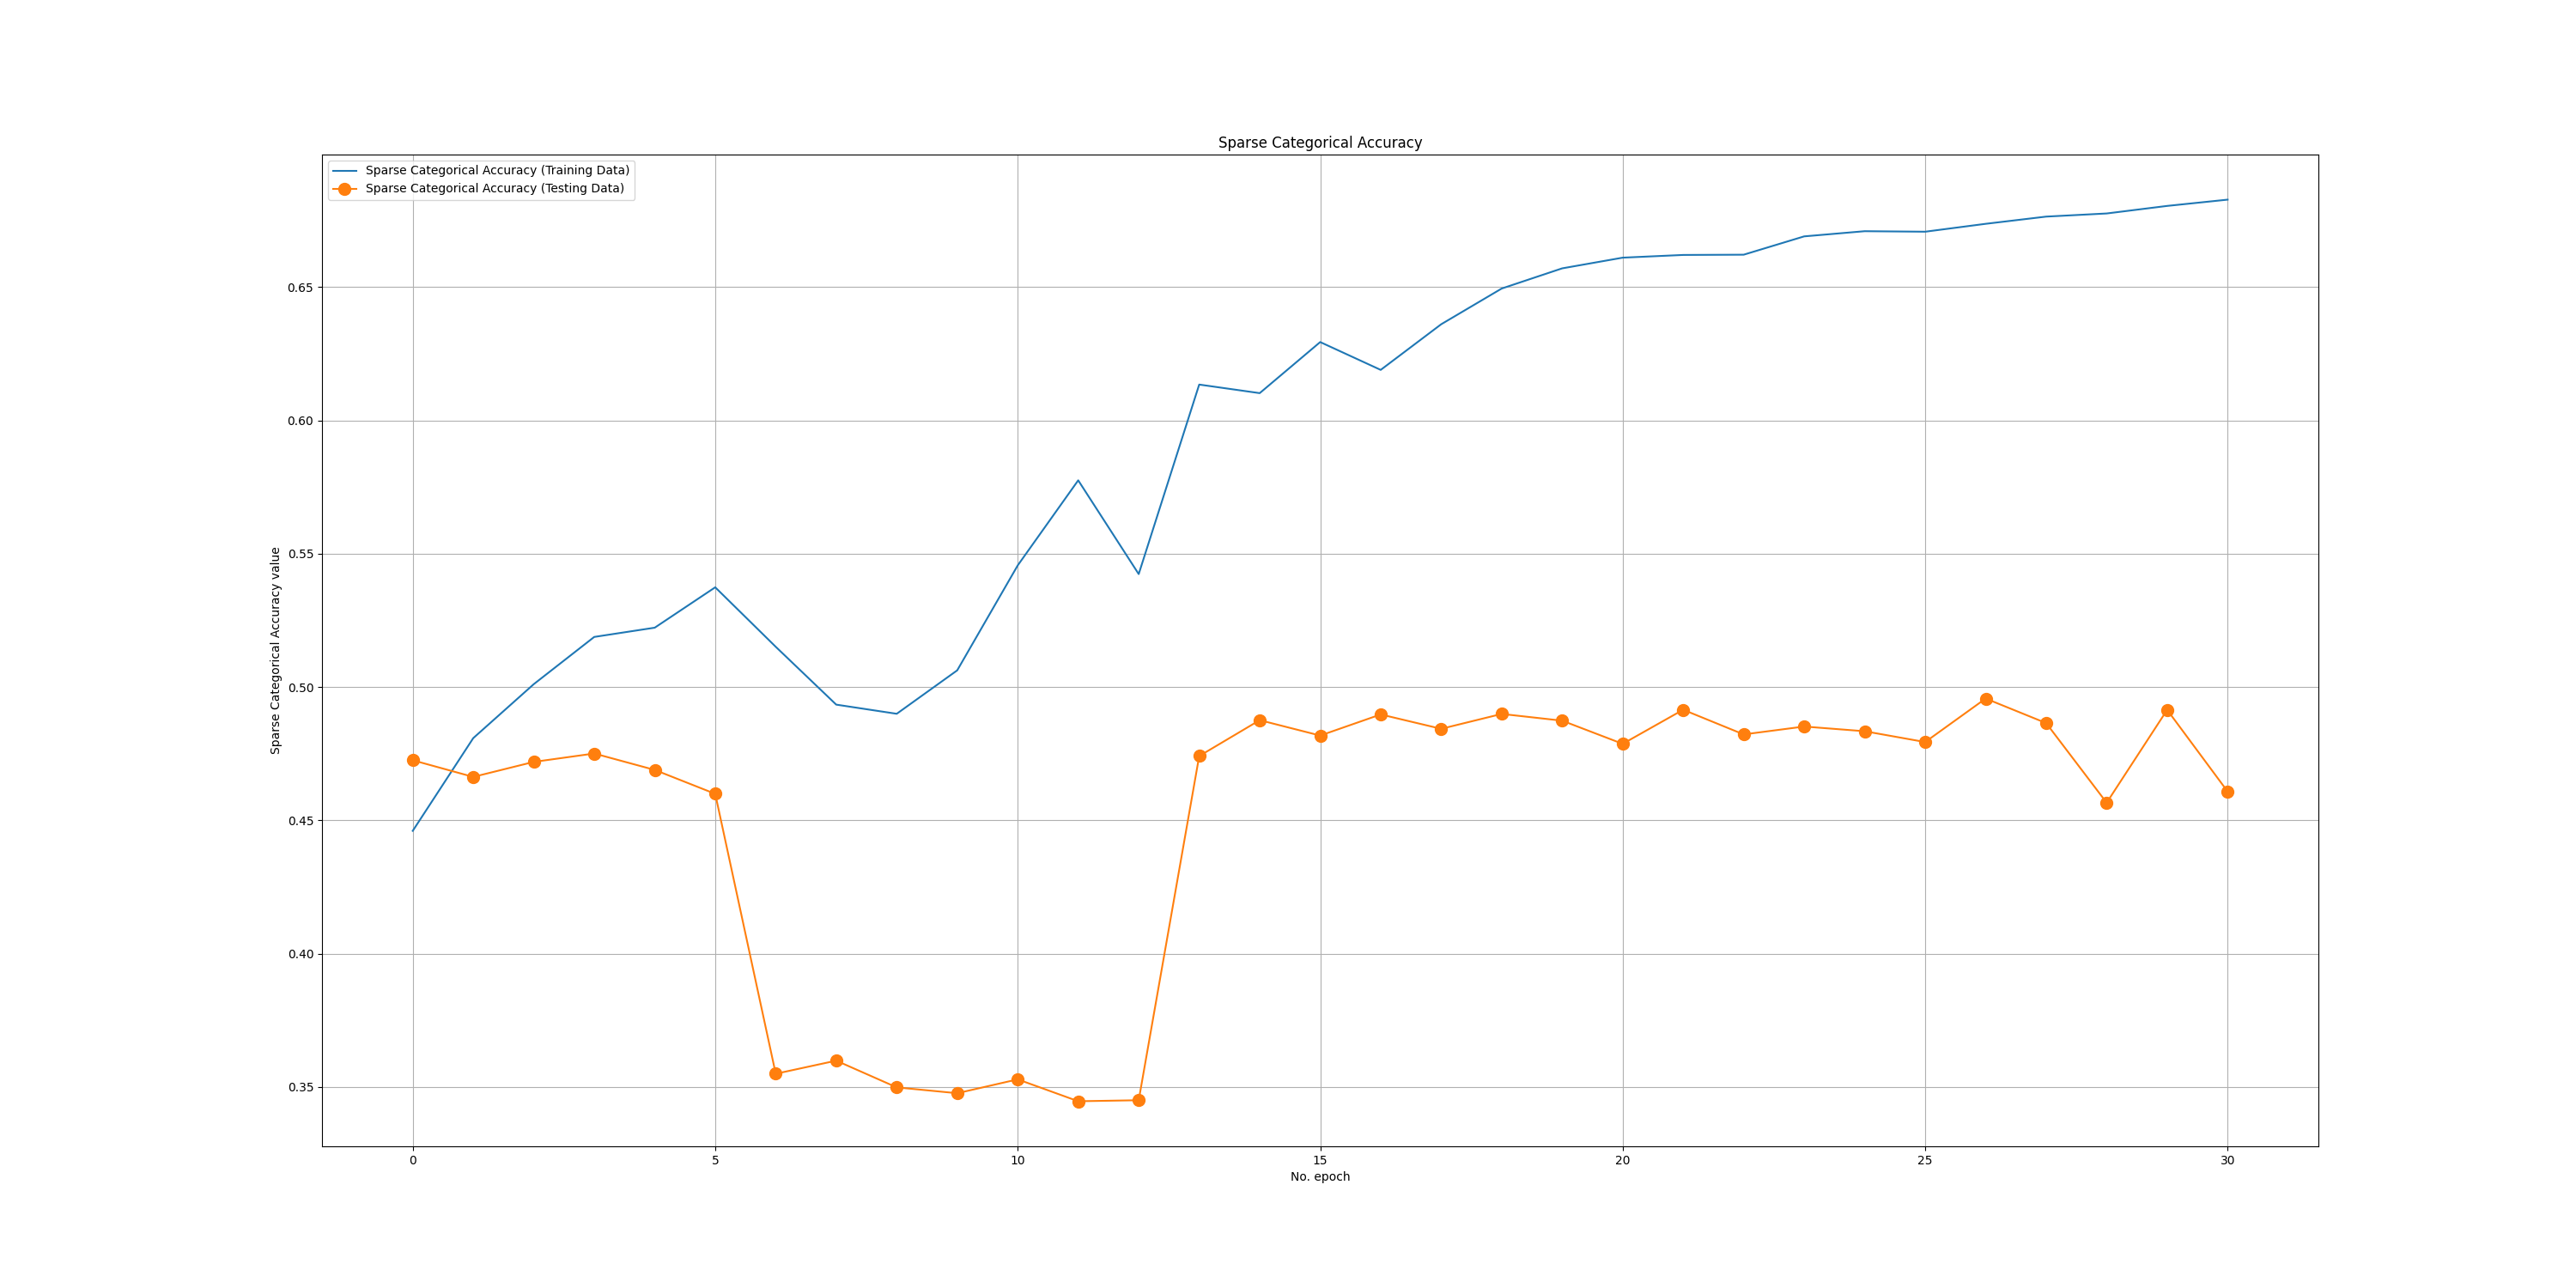 Sparse Categorical Accuracy
Sparse Categorical Accuracy (Training Data)
Sparse Categorical Accuracy (Testing Data)
Sparse Categorical Accuracy value
0.65
0.60
0.55
0.50
0.45
0.40
0.35
0 5 10 15 20 25 30
No. epoch